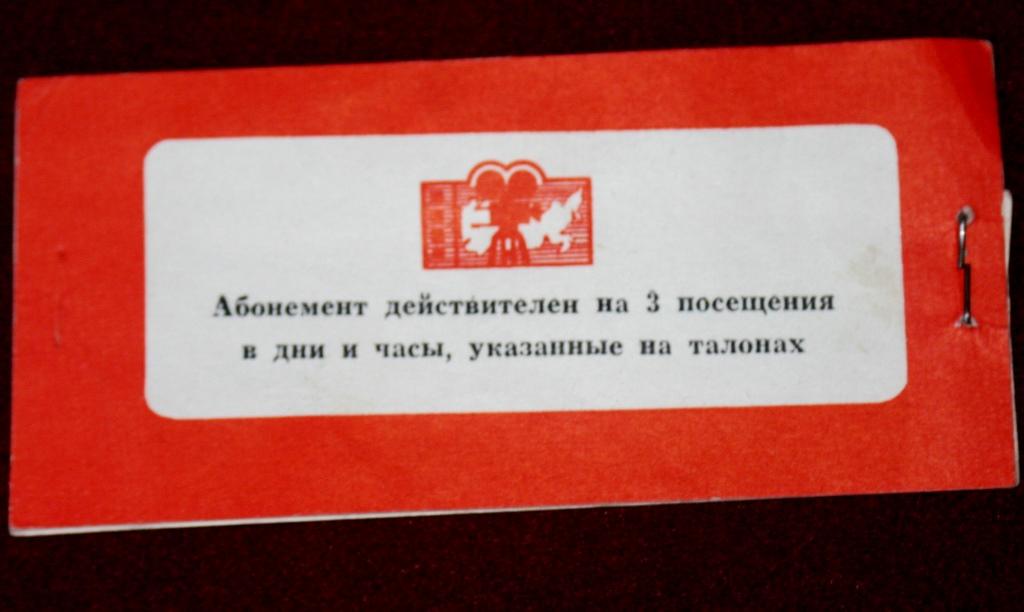 Абонемент действителен на 3 посещения
в дни и часы, указанные на талонах